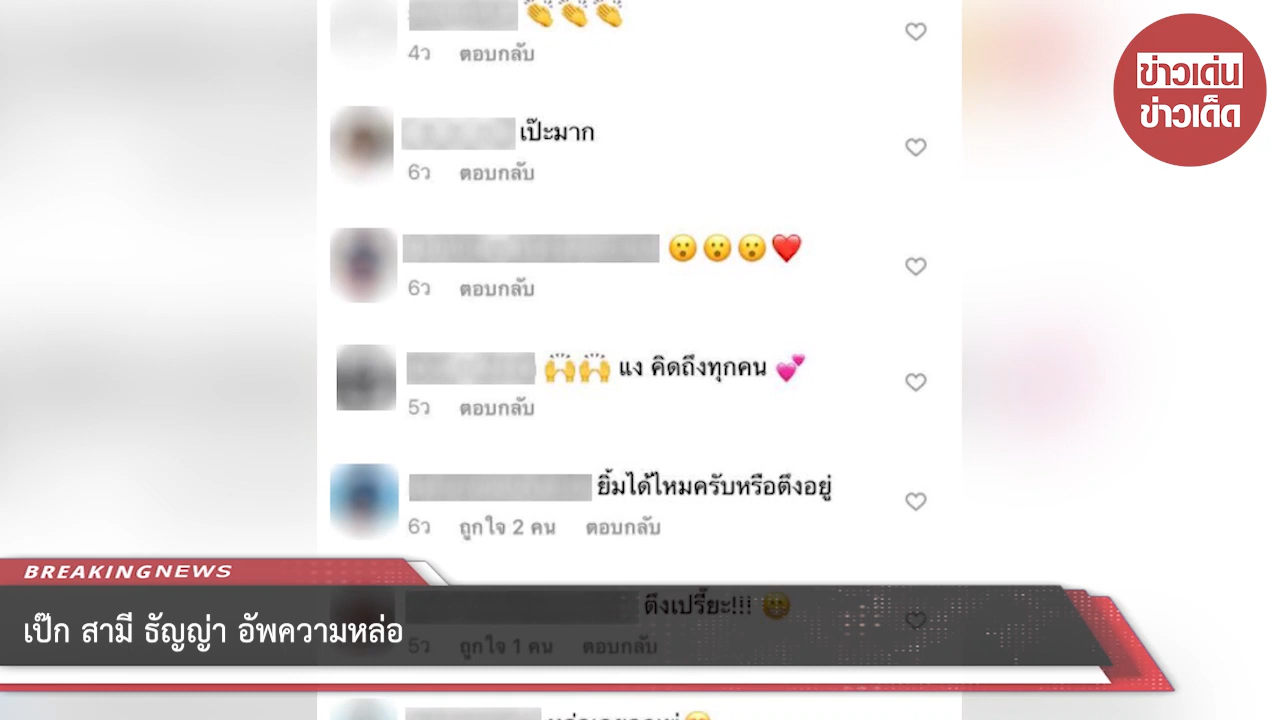 👏👏👏
4ว ตอบกลับ
ข่าวเด่น
ข่าวเด็ด
เป๊ะมาก
6ว ตอบกลับ
😮😮😮❤️
6ว ตอบกลับ
🙌🙌 แง คิดถึงทุกคน 💕
5ว ตอบกลับ
ยิ้มได้ไหมครับหรือตึงอยู่
6ว ถูกใจ 2 คน ตอบกลับ
BREAKINGNEWS
ตึงเปรี๊ยะ!!!
เป๊ก สามี ธัญญ่า อัพความหล่อ
5ว ถูกใจ 1 คน ตอบกลับ